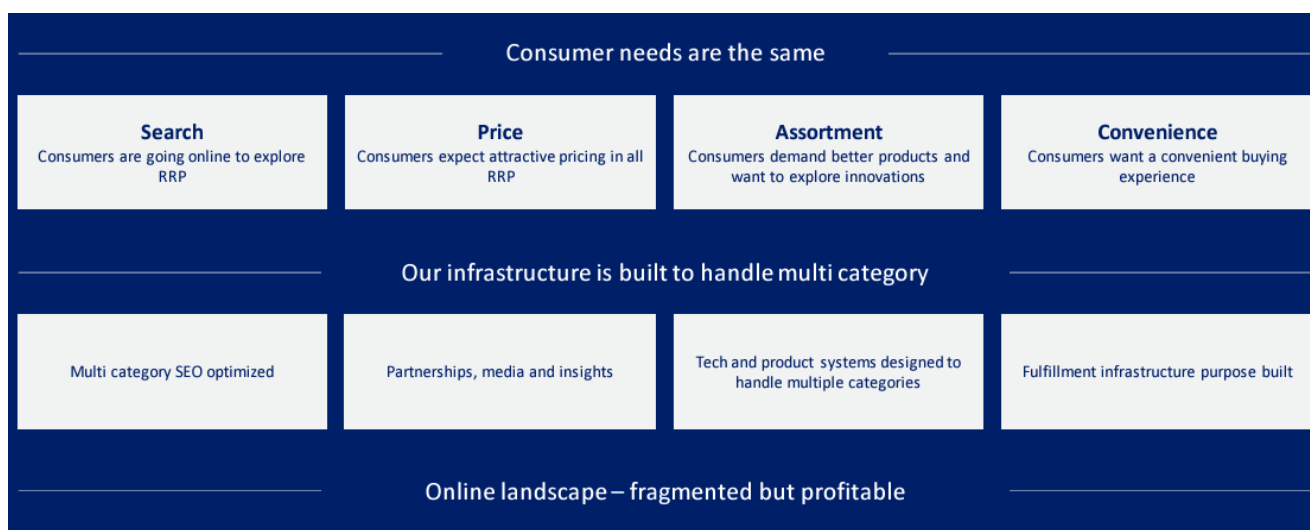 Consumer needs are the same
Search
Consumers are going online to explore
RRP
Price
Consumers expect attractive pricing in all
RRP
Assortment
Consumers demand better products and
want to explore innovations
Convenience
Consumers want a convenient buying
experience
Our infrastructure is built to handle multi category
Multi category SEO optimized
Partnerships, media and insights
Tech and product systems designed to
handle multiple categories
Fulfillment infrastructure purpose built
Online landscape – fragmented but profitable